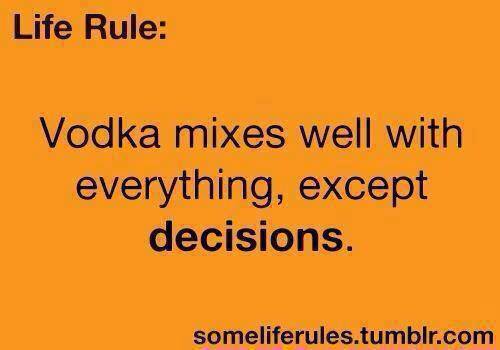 Life Rule:
Vodka mixes well with
everything, except
decisions.
someliferules.tumblr.com